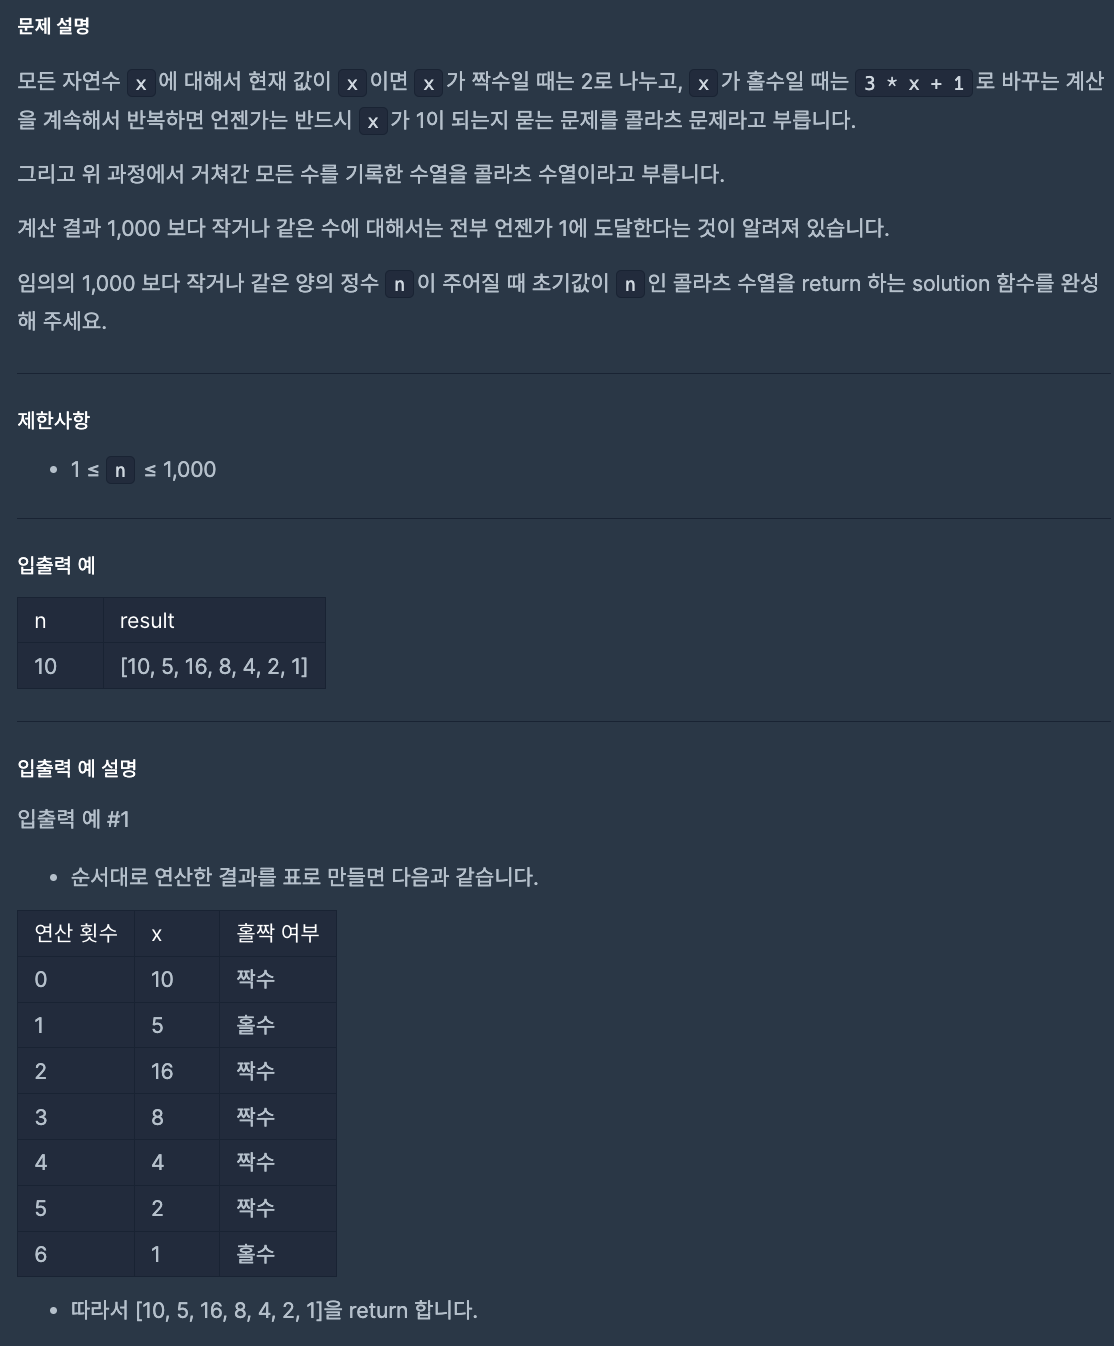 문제 설명
모든 자연수 x에 대해서 현재 값이 x이면 x가 짝수일 때는 2로 나누고, x가 홀수일 때는 3 * x + 1로 바꾸는 계산
을 계속해서 반복하면 언젠가는 반드시 x가 1이 되는지 묻는 문제를 콜라츠 문제라고 부릅니다.
그리고 위 과정에서 거쳐간 모든 수를 기록한 수열을 콜라츠 수열이라고 부릅니다.
계산 결과 1,000 보다 작거나 같은 수에 대해서는 전부 언젠가 1에 도달한다는 것이 알려져 있습니다.
임의의 1,000 보다 작거나 같은 양의 정수 n이 주어질 때 초기값이 n인 콜라츠 수열을 return 하는 solution 함수를 완성
해 주세요.
제한사항
• 1 ≤ n ≤ 1,000
입출력 예
n result
10 [10, 5, 16, 8, 4, 2, 1]
입출력 예 설명
입출력 예 #1
• 순서대로 연산한 결과를 표로 만들면 다음과 같습니다.
연산 횟수 x 홀짝 여부
0 10 짝수
1 5 홀수
2 16 짝수
3 8 짝수
4 4 짝수
5 2 짝수
6 1 홀수
• 따라서 [10, 5, 16, 8, 4, 2, 1]을 return 합니다.